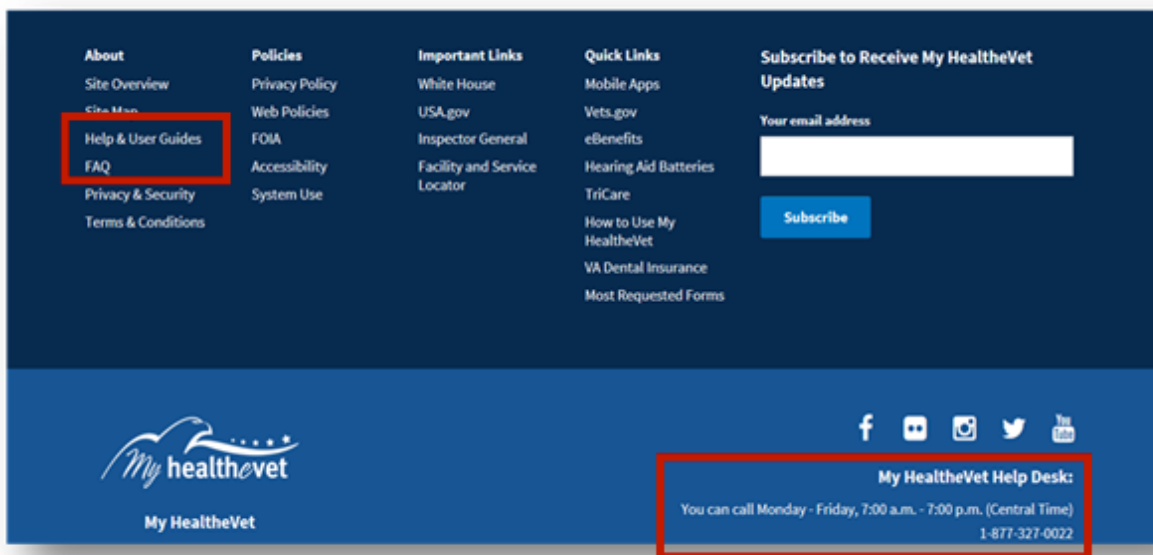 About
Site Overview
Site Map
Help & User Guides
FAQ
Privacy & Security
Terms & Conditions
Policies
Privacy Policy
Web Policies
FOIA
Accessibility
System Use
Important Links
White House
USA.gov
Inspector General
Facility and Service
Locator
Quick Links
Mobile Apps
Vets.gov
eBenefits
Hearing Aid Batteries
TriCare
How to Use My
HealtheVet
VA Dental Insurance
Most Requested Forms
Subscribe to Receive My HealtheVet
Updates
Your email address
Subscribe
My healthevet
My HealtheVet
You
Tube
My HealtheVet Help Desk:
You can call Monday - Friday, 7:00 a.m. - 7:00 p.m. (Central Time)
1-877-327-0022